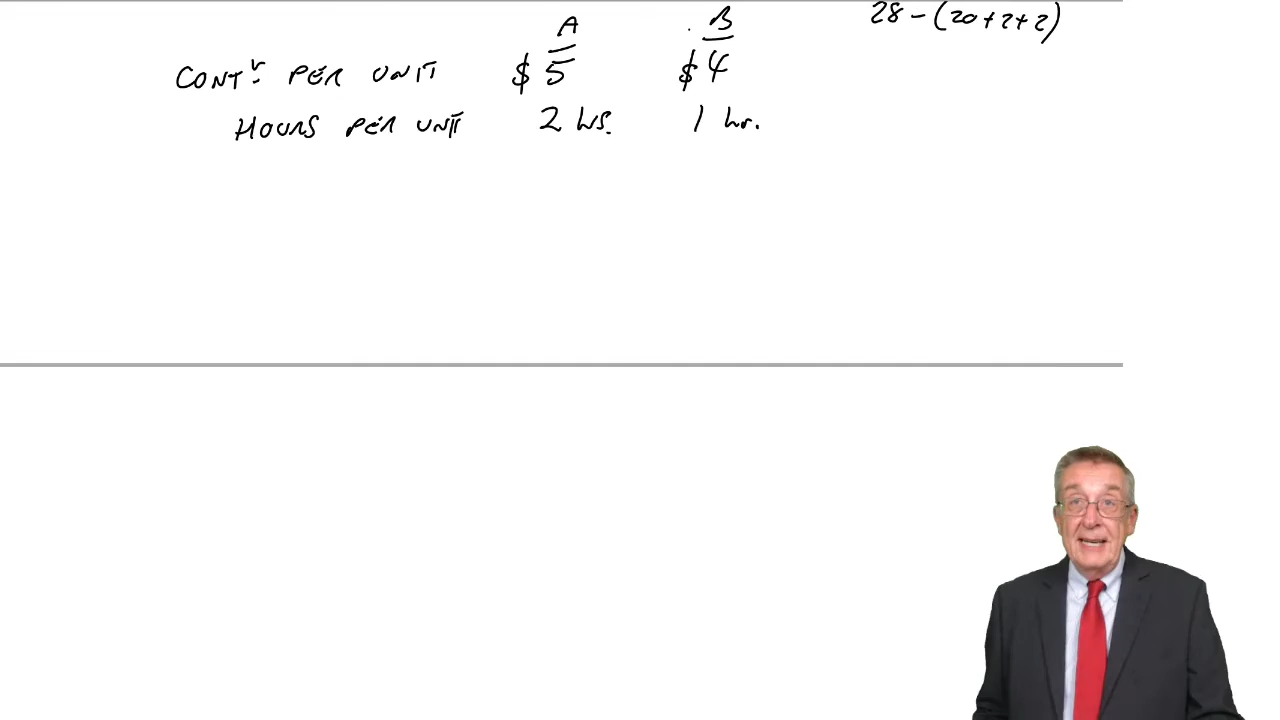 A B 28-(20+2+2)
CONTⁿ PER UNIT $5 $4
HOURS PER UNIT 2 hrs. 1 hr.